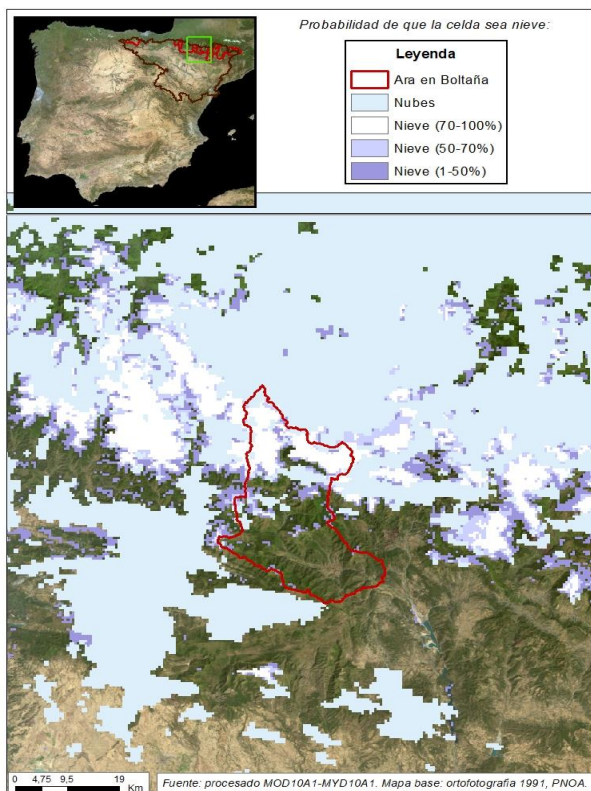 Probabilidad de que la celda sea nieve:
Leyenda
Ara en Boltaña
Nubes
Nieve (70-100%)
Nieve (50-70%)
Nieve (1-50%)
0 4,75 9,5 19
Km
Fuente: procesado MOD10A1-MYD10A1. Mapa base: ortofotografía 1991, PNOA.